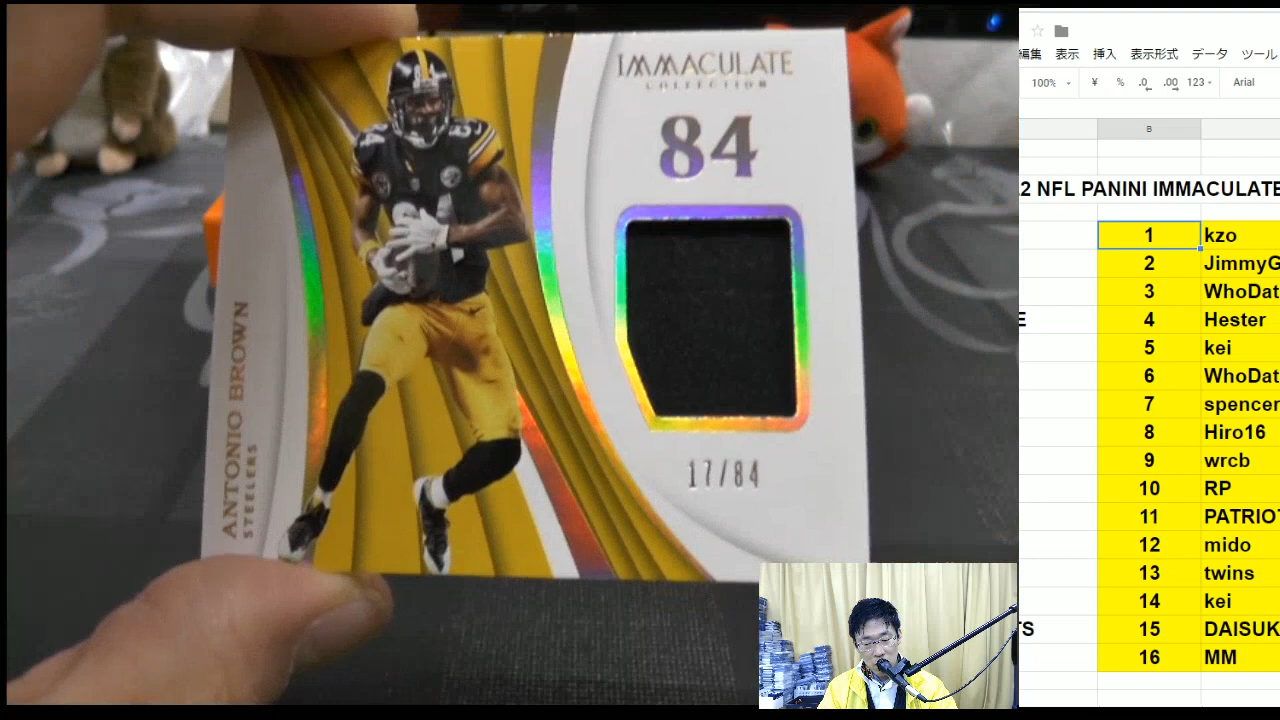 IMMACULATE
COLLECTION
84
84
17/84
ANTONIO BROWN
STEELERS
編集 表示 挿入 表示形式 データ ツール
100% ¥ % .0 .00 123 Arial
B
2 NFL PANINI IMMACULATE
1 kzo
2 JimmyG
3 WhoDat
E 4 Hester
5 kei
6 WhoDat
7 spencer
8 Hiro16
9 wrcb
10 RP
11 PATRIOT
12 mido
13 twins
14 kei
TS 15 DAISUK
16 MM